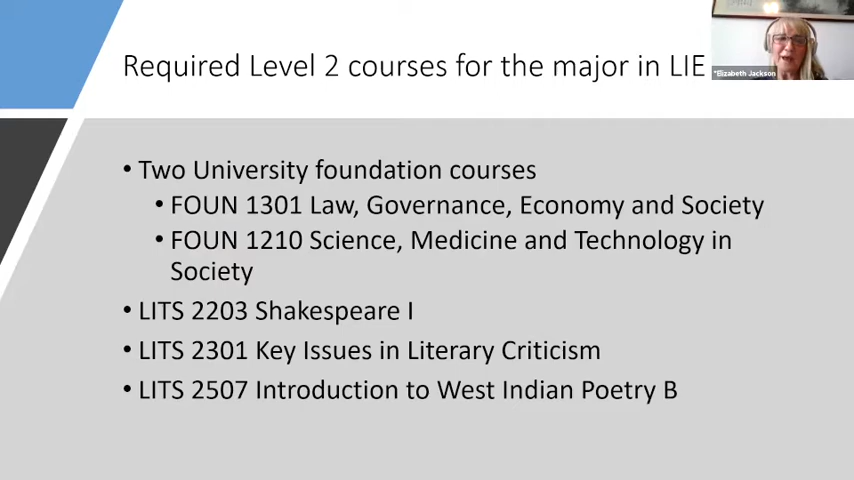 Required Level 2 courses for the major in LIE
*Elizabeth Jackson
• Two University foundation courses
• FOUN 1301 Law, Governance, Economy and Society
• FOUN 1210 Science, Medicine and Technology in
Society
• LITS 2203 Shakespeare I
• LITS 2301 Key Issues in Literary Criticism
• LITS 2507 Introduction to West Indian Poetry B